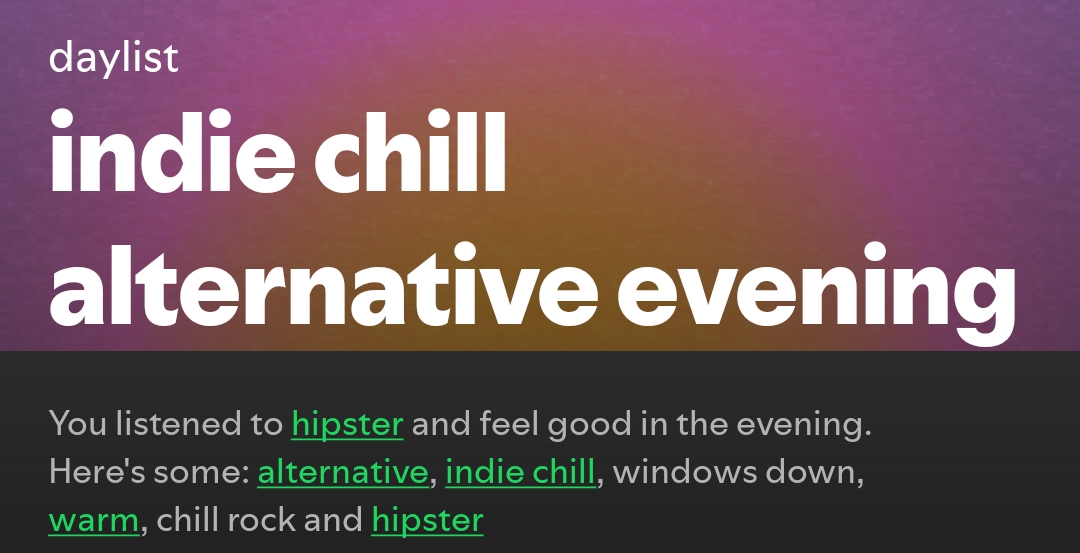 daylist
indie chill
alternative evening
You listened to hipster and feel good in the evening.
Here's some: alternative, indie chill, windows down,
warm, chill rock and hipster